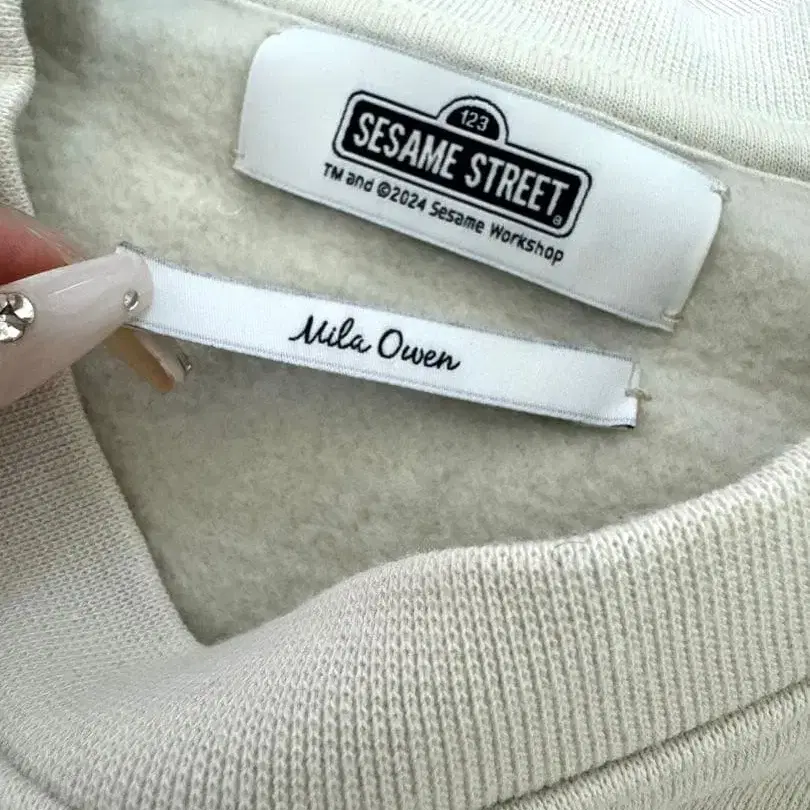 123
SESAME STREET®
TM and ©2024 Sesame Workshop
Mila Owen